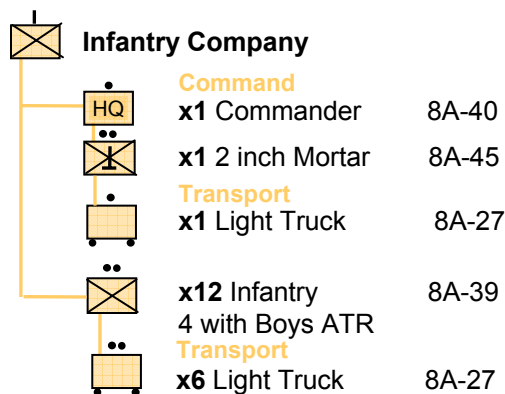 Infantry Company
Command
HQ x1 Commander 8A-40
x1 2 inch Mortar 8A-45
Transport
x1 Light Truck 8A-27
x12 Infantry 8A-39
4 with Boys ATR
Transport
x6 Light Truck 8A-27